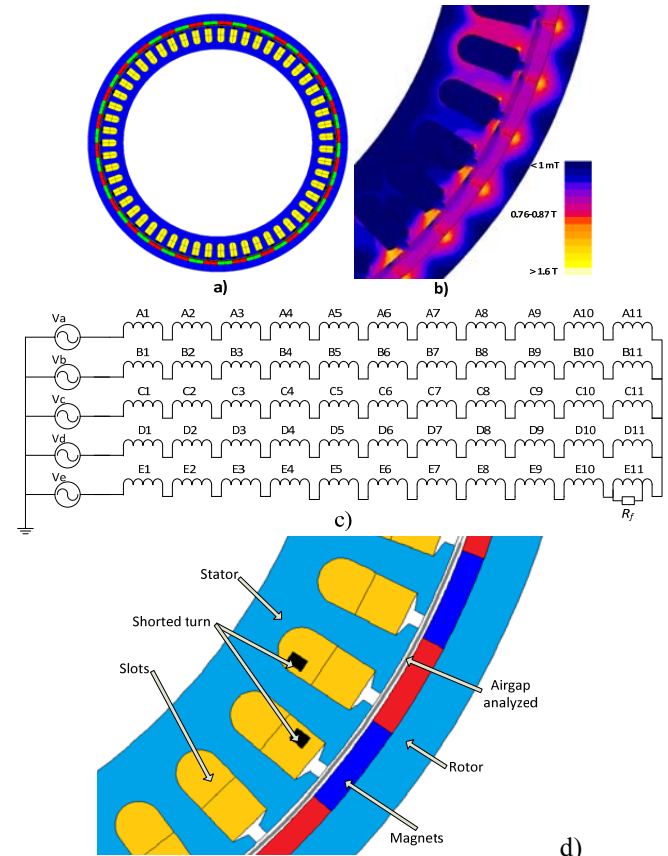 < 1 mT
0.76-0.87 T
> 1.6 T
a)
b)
Va
A1 A2 A3 A4 A5 A6 A7 A8 A9 A10 A11
Vb
B1 B2 B3 B4 B5 B6 B7 B8 B9 B10 B11
Vc
C1 C2 C3 C4 C5 C6 C7 C8 C9 C10 C11
Vd
D1 D2 D3 D4 D5 D6 D7 D8 D9 D10 D11
Ve
E1 E2 E3 E4 E5 E6 E7 E8 E9 E10 E11
Rf
c)
Stator
Shorted turn
Slots
Airgap
analyzed
Rotor
Magnets
d)